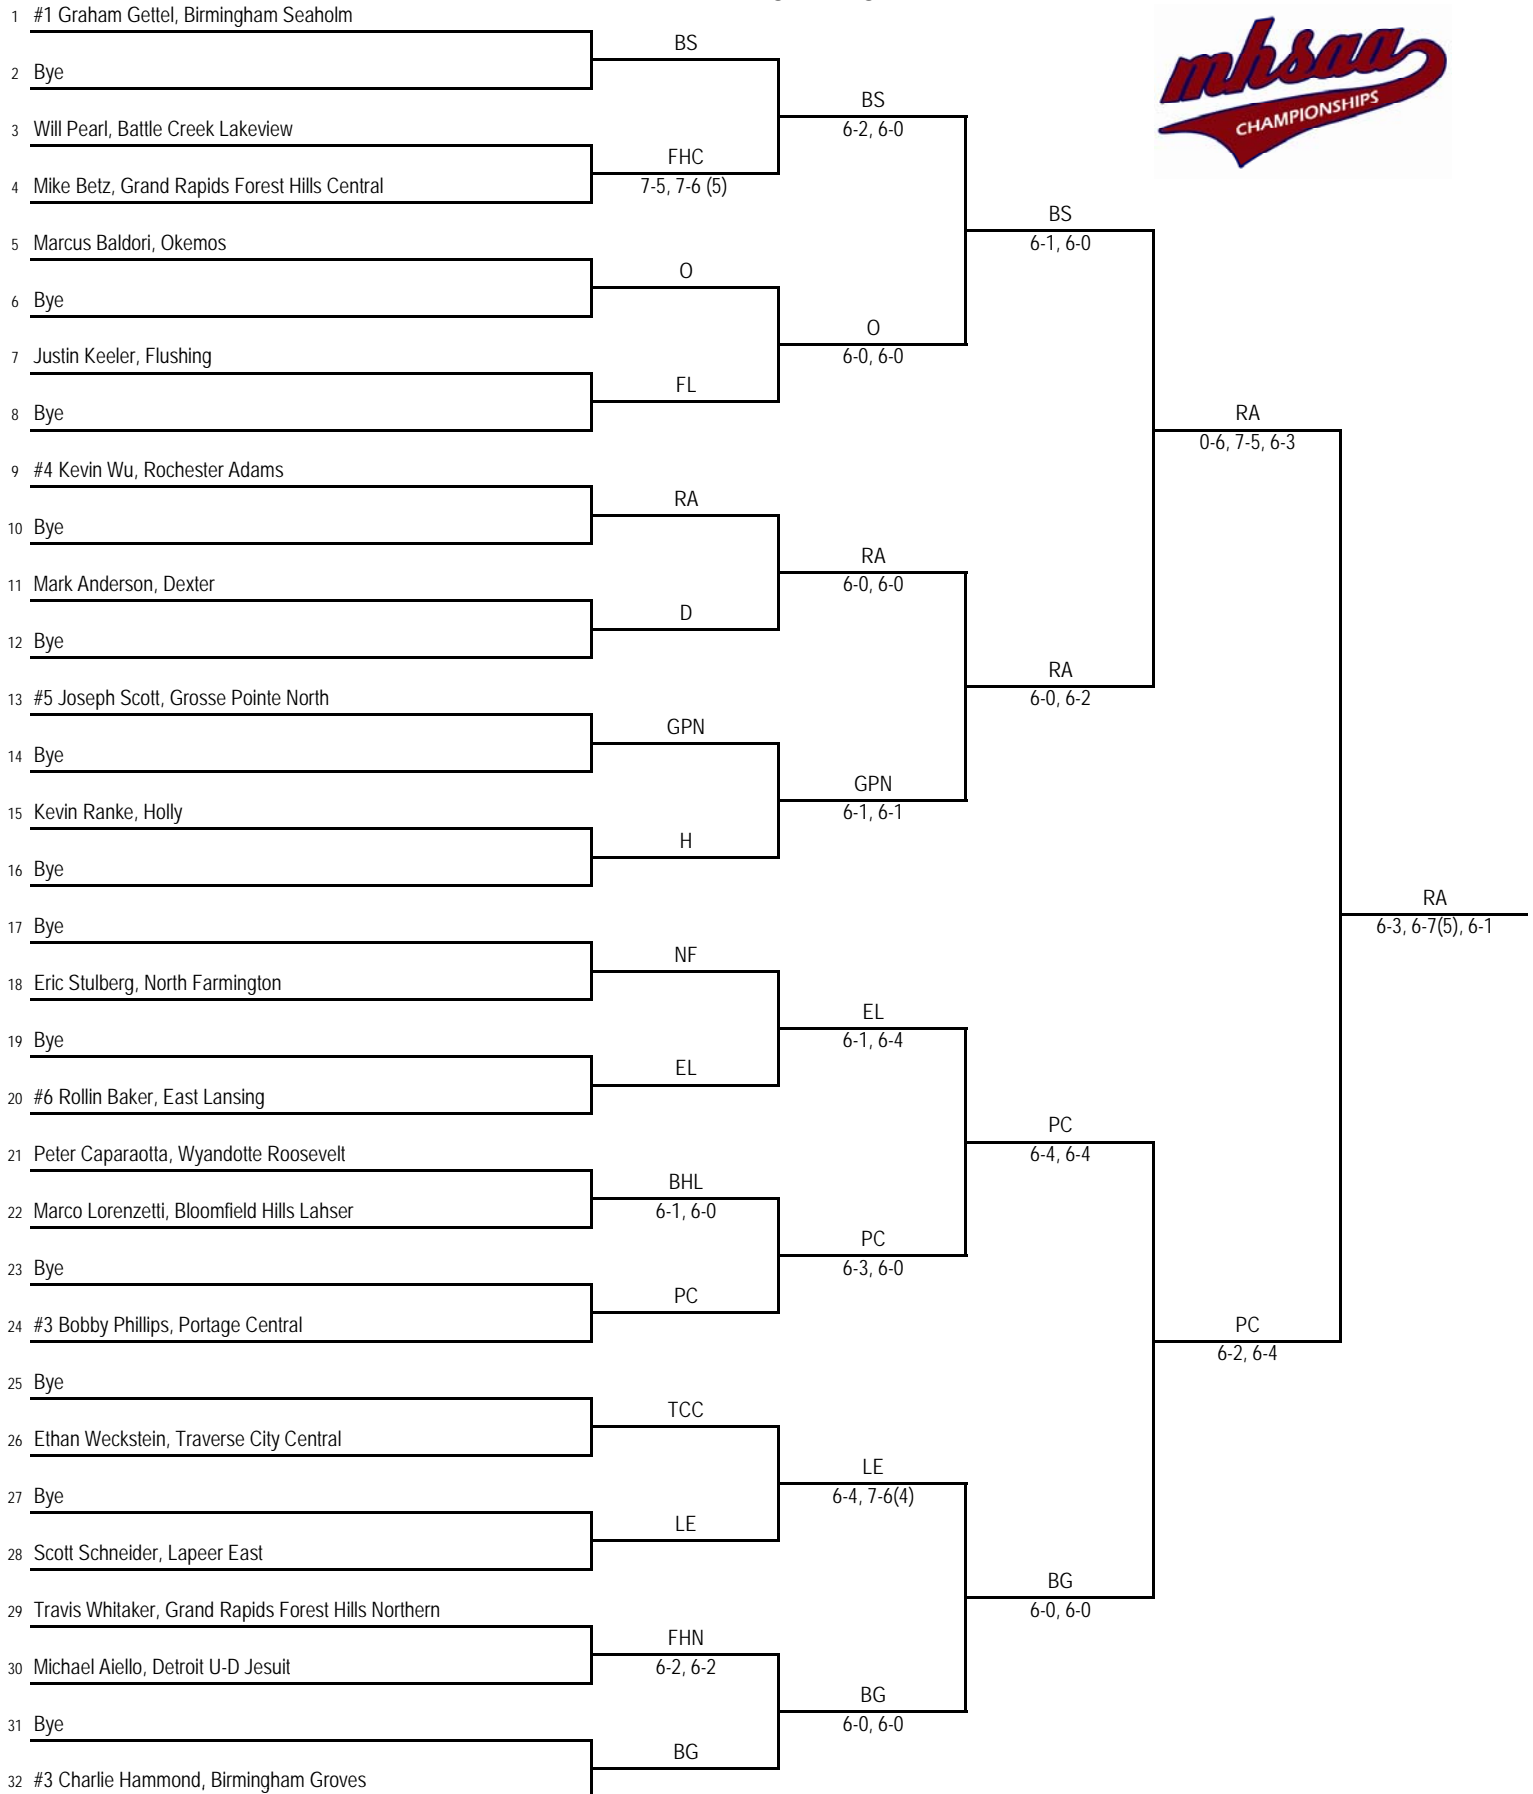 mhsaa
CHAMPIONSHIPS
1 #1 Graham Gettel, Birmingham Seaholm
BS
2 Bye
BS
6-2, 6-0
3 Will Pearl, Battle Creek Lakeview
FHC
7-5, 7-6 (5)
4 Mike Betz, Grand Rapids Forest Hills Central
BS
6-1, 6-0
5 Marcus Baldori, Okemos
O
6 Bye
O
6-0, 6-0
7 Justin Keeler, Flushing
FL
8 Bye
RA
0-6, 7-5, 6-3
9 #4 Kevin Wu, Rochester Adams
RA
10 Bye
RA
6-0, 6-0
11 Mark Anderson, Dexter
D
12 Bye
RA
6-0, 6-2
13 #5 Joseph Scott, Grosse Pointe North
GPN
14 Bye
GPN
6-1, 6-1
15 Kevin Ranke, Holly
H
16 Bye
RA
6-3, 6-7(5), 6-1
17 Bye
NF
18 Eric Stulberg, North Farmington
EL
6-1, 6-4
19 Bye
EL
20 #6 Rollin Baker, East Lansing
PC
6-4, 6-4
21 Peter Caparaotta, Wyandotte Roosevelt
BHL
6-1, 6-0
22 Marco Lorenzetti, Bloomfield Hills Lahser
PC
6-3, 6-0
23 Bye
PC
24 #3 Bobby Phillips, Portage Central
PC
6-2, 6-4
25 Bye
TCC
26 Ethan Weckstein, Traverse City Central
LE
6-4, 7-6(4)
27 Bye
LE
28 Scott Schneider, Lapeer East
BG
6-0, 6-0
29 Travis Whitaker, Grand Rapids Forest Hills Northern
FHN
6-2, 6-2
30 Michael Aiello, Detroit U-D Jesuit
BG
6-0, 6-0
31 Bye
BG
32 #3 Charlie Hammond, Birmingham Groves